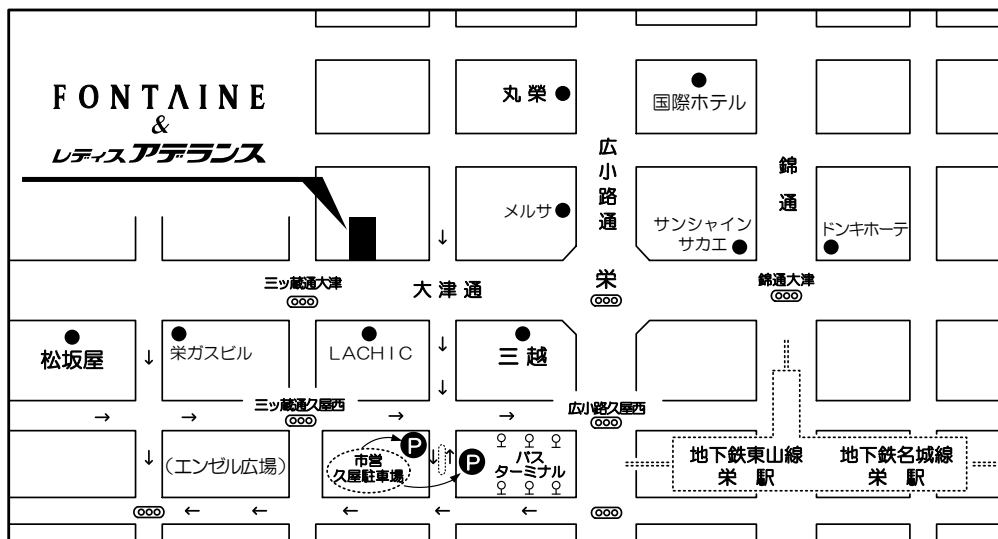 FONTAINE
&
レディス アデランス
丸榮
国際ホテル
広小路通
錦通
メルサ
サンシャイン
サカエ
ドンキホーテ
三ッ蔵通大津
大津通
栄
錦通大津
松坂屋
栄ガスビル
LACHIC
三越
三ッ蔵通久屋西
広小路久屋西
(エンゼル広場)
市営
久屋駐車場
P
P
バス
ターミナル
地下鉄東山線
栄駅
地下鉄名城線
栄駅